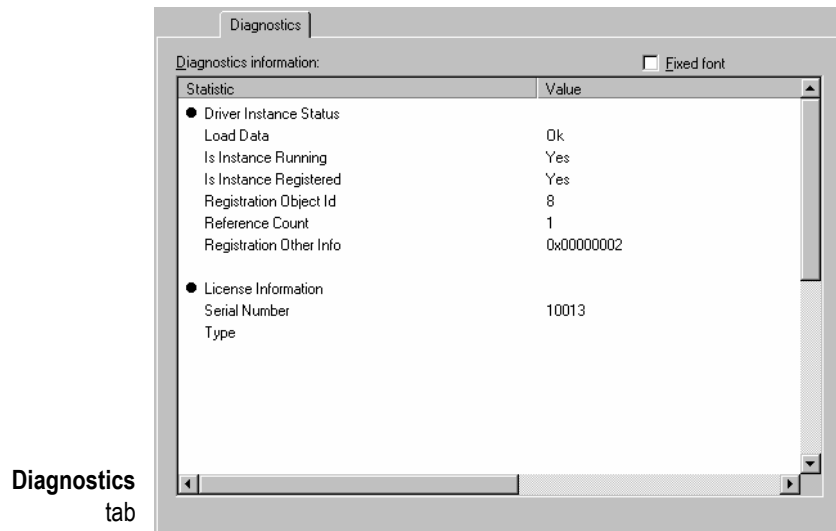 Diagnostics
Diagnostics information:
Fixed font
Statistic Value
Driver Instance Status
Load Data Ok
Is Instance Running Yes
Is Instance Registered Yes
Registration Object Id 8
Reference Count 1
Registration Other Info 0x00000002
License Information
Serial Number 10013
Type
Diagnostics
tab